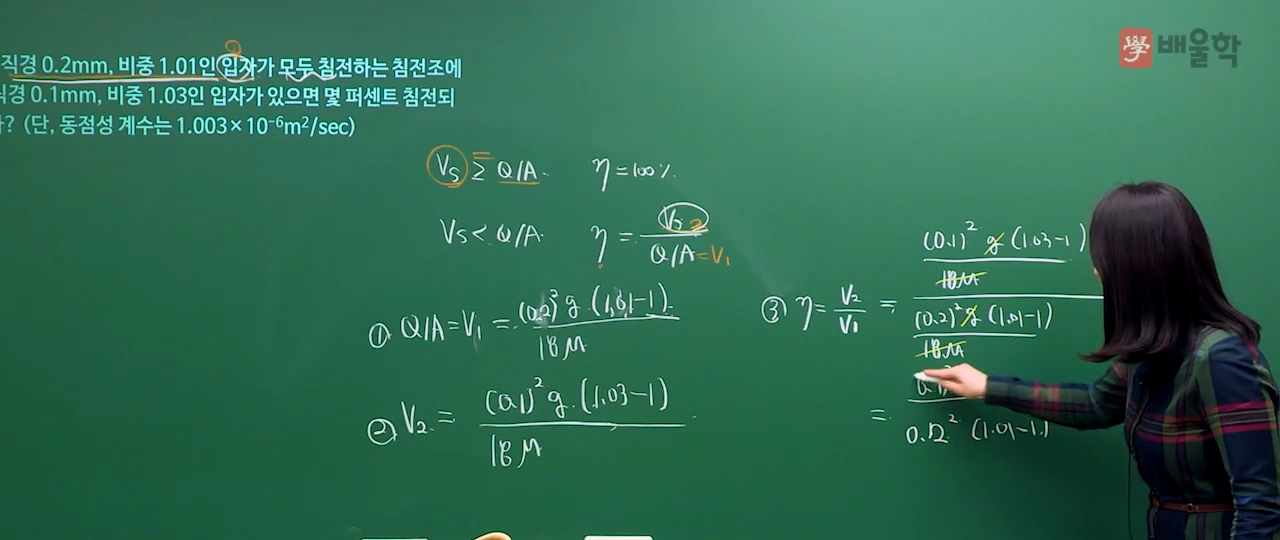 學 배울학
직경 0.2mm, 비중 1.01인 입자가 모두 침전하는 침전조에
직경 0.1mm, 비중 1.03인 입자가 있으면 몇 퍼센트 침전되
? (단, 동점성 계수는 1.003×10⁻⁶m²/sec)
Vs ≥ Q/A. η = 100%.
Vs < Q/A. η = Vs₂ / Q/A = V₁
① Q/A = V₁ = (0.2)² g (1.01-1) / 18μ
② V₂ = (0.1)² g (1.03-1) / 18μ
③ η = V₂ / V₁ = (0.1)² g (1.03-1) / 18μ / (0.2)² g (1.01-1) / 18μ
= 0.1 / 0.2² (1.01-1)